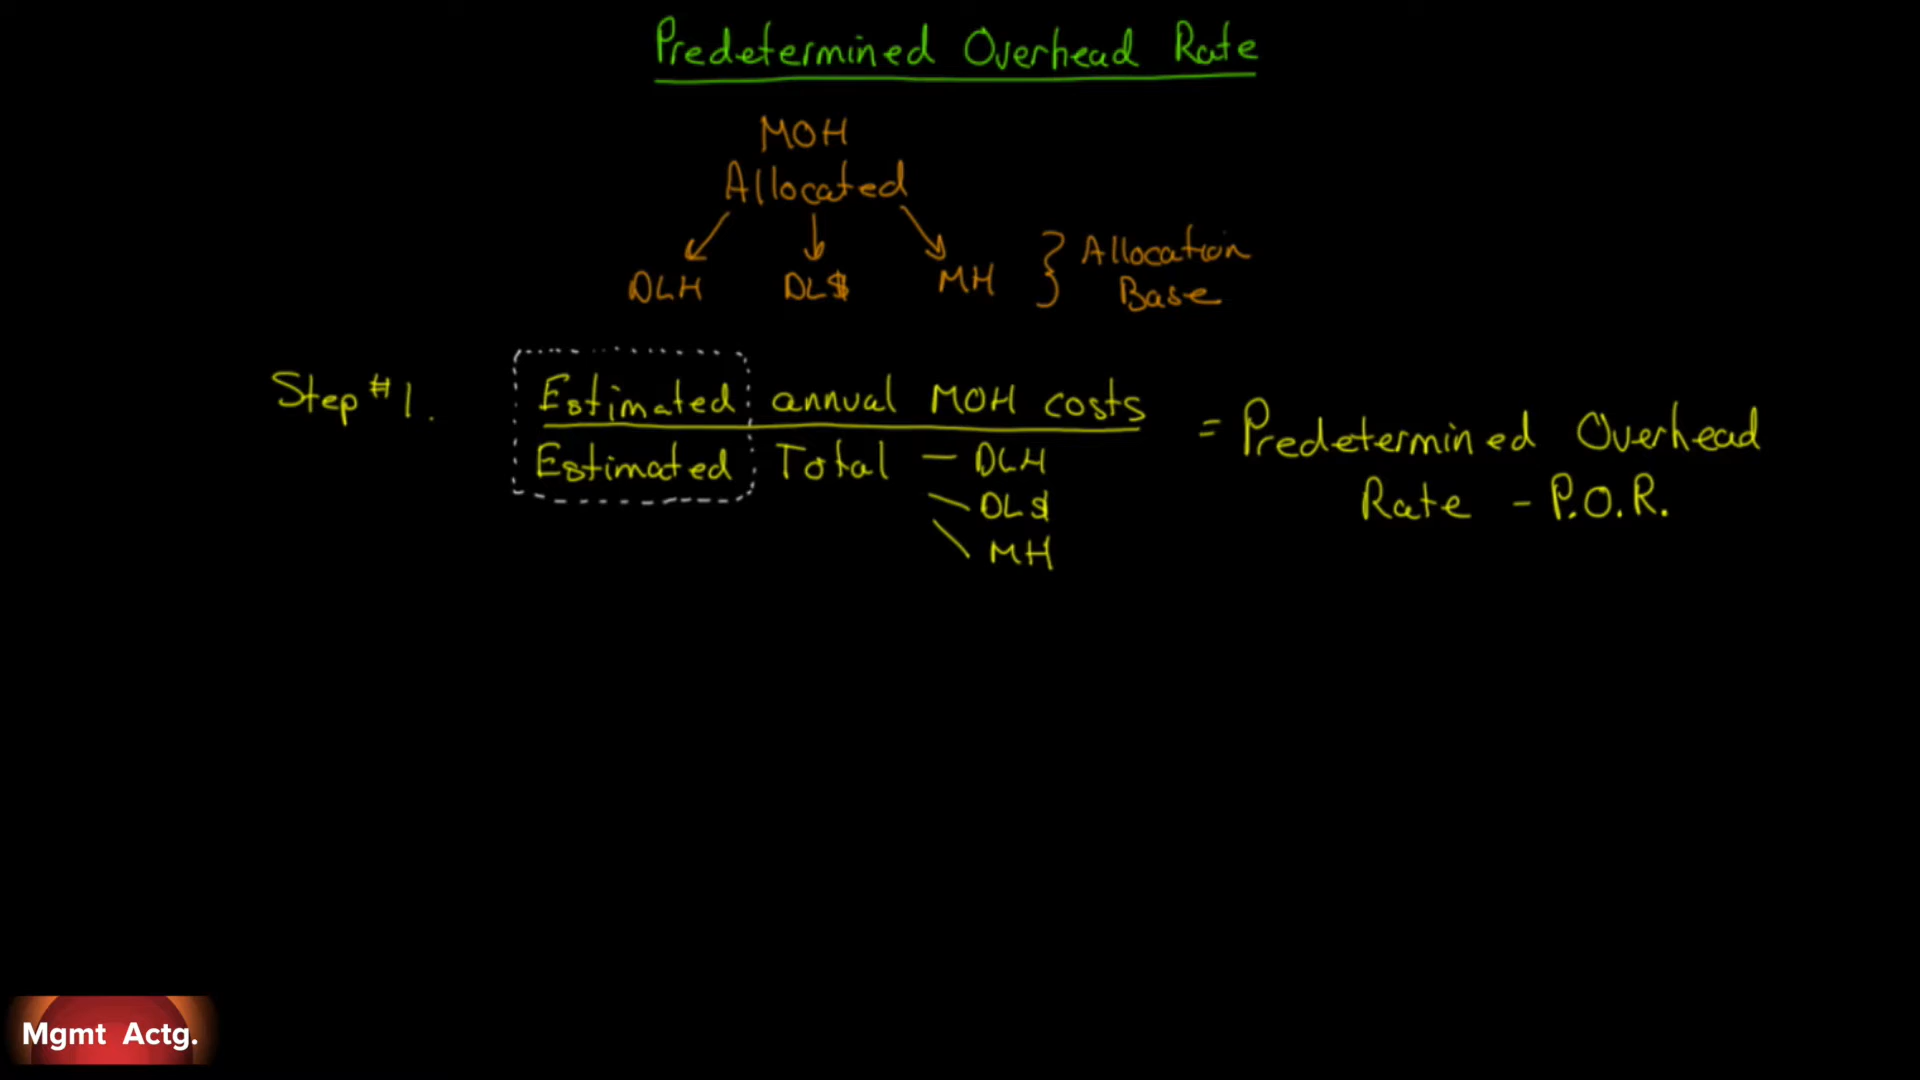 Predetermined Overhead Rate
MOH
Allocated
DLH DL$ MH } Allocation
Base
Step #1. Estimated annual MOH costs
Estimated Total — DLH
DL$
MH
= Predetermined Overhead
Rate - P.O.R.
Mgmt Actg.